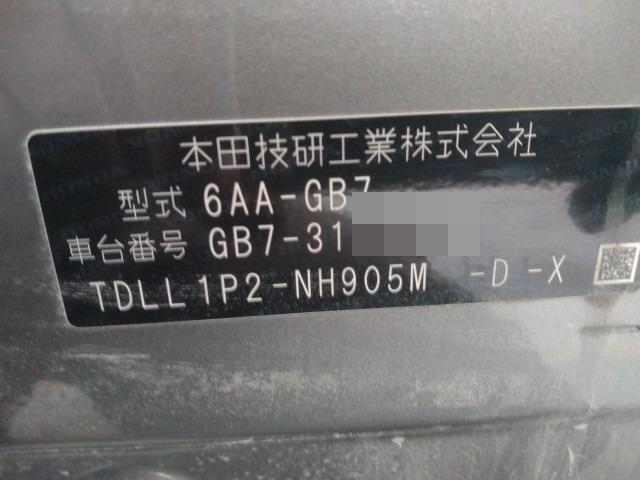 本田技研工業株式会社
型式 6AA-GB7
車台番号 GB7-31
TDLL1P2-NH905M -D -X